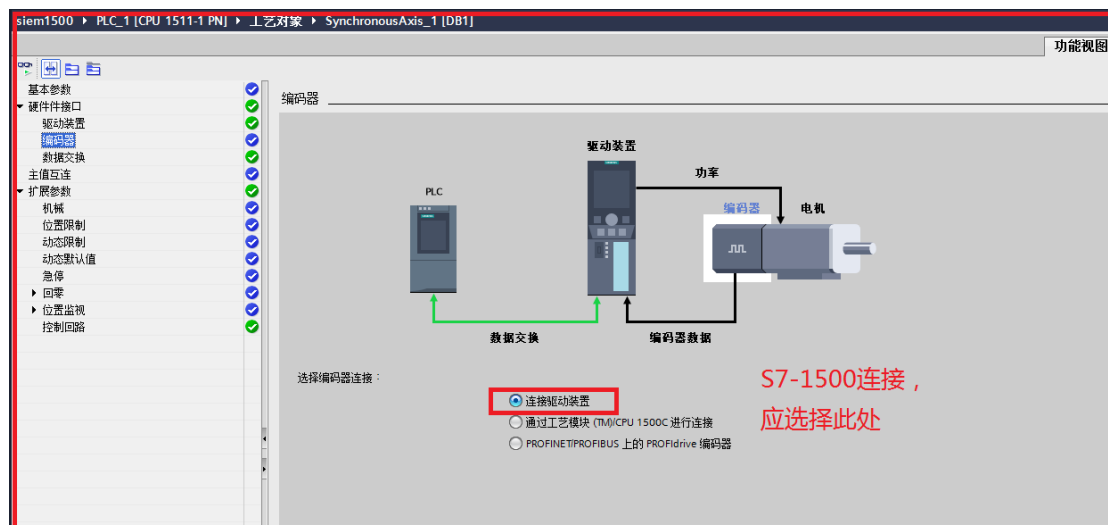 siem1500 ▸ PLC_1 [CPU 1511-1 PN] ▸ 工艺对象 ▸ SynchronousAxis_1 [DB1]
功能视图
基本参数
硬件件接口
驱动装置
编码器
数据交换
主值互连
扩展参数
机械
位置限制
动态限制
动态默认值
急停
回零
位置监视
控制回路
编码器
驱动装置
PLC
功率
编码器
电机
数据交换
编码器数据
选择编码器连接：
连接驱动装置
通过工艺模块 (TM)/CPU 1500C 进行连接
PROFINET/PROFIBUS 上的 PROFIdrive 编码器
S7-1500连接，
应选择此处